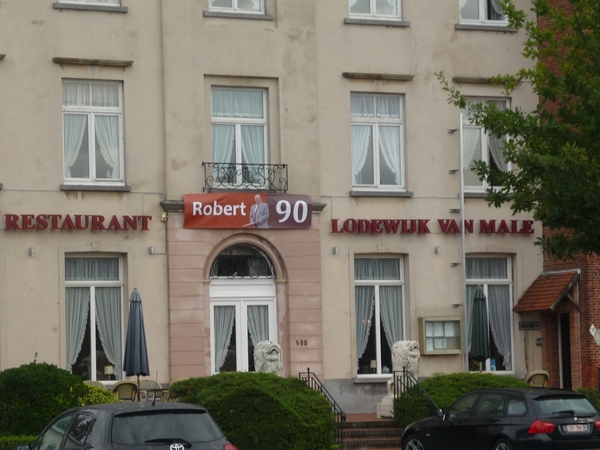 RESTAURANT
Robert 90
LODEWIJK VAN MALE